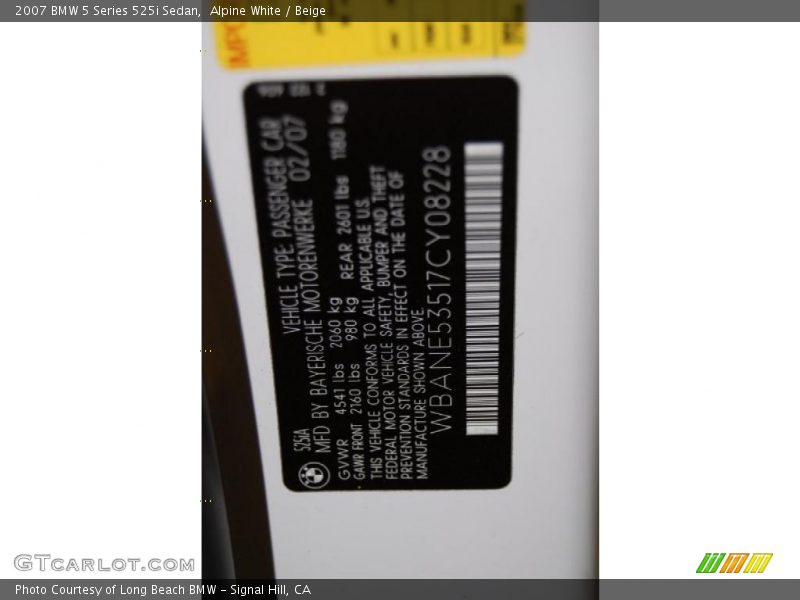 2007 BMW 5 Series 525i Sedan, Alpine White / Beige
525iA
VEHICLE TYPE: PASSENGER CAR
MFD BY BAYERISCHE MOTORENWERKE 02/07
GVWR 4541 lbs 2060 kg
GAWR FRONT 2160 lbs 980 kg REAR 2601 lbs 1180 kg
THIS VEHICLE CONFORMS TO ALL APPLICABLE U.S.
FEDERAL MOTOR VEHICLE SAFETY, BUMPER AND THEFT
PREVENTION STANDARDS IN EFFECT ON THE DATE OF
MANUFACTURE SHOWN ABOVE.
WBANE53517CY08228
GTCARLOT.COM
Photo Courtesy of Long Beach BMW - Signal Hill, CA